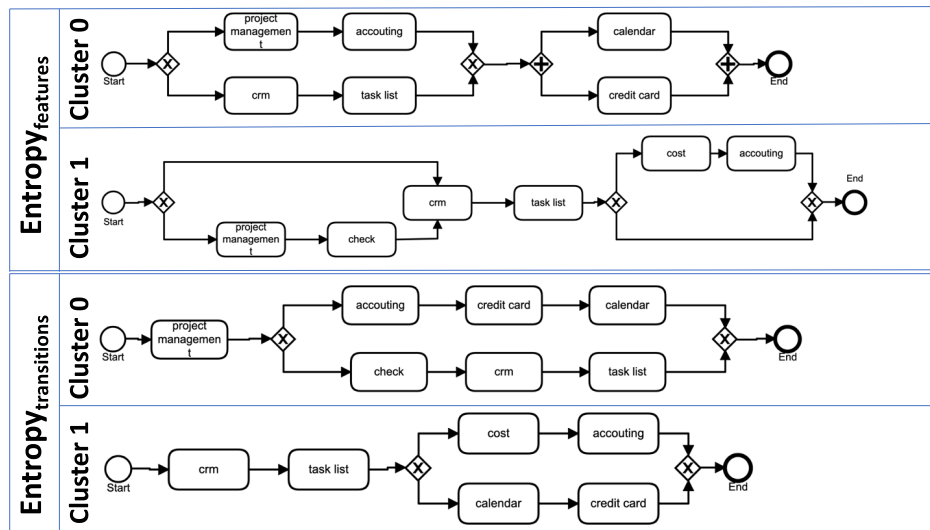 Entropyfeatures
Cluster 0
Start
X
project
managemen
t
accouting
crm
task list
X
calendar
credit card
End
Cluster 1
Start
X
project
managemen
t
check
crm
task list
X
cost
accouting
X
End
Entropytransitions
Cluster 0
Start
project
managemen
t
X
accouting
credit card
calendar
check
crm
task list
X
End
Cluster 1
Start
crm
task list
X
cost
accouting
calendar
credit card
X
End